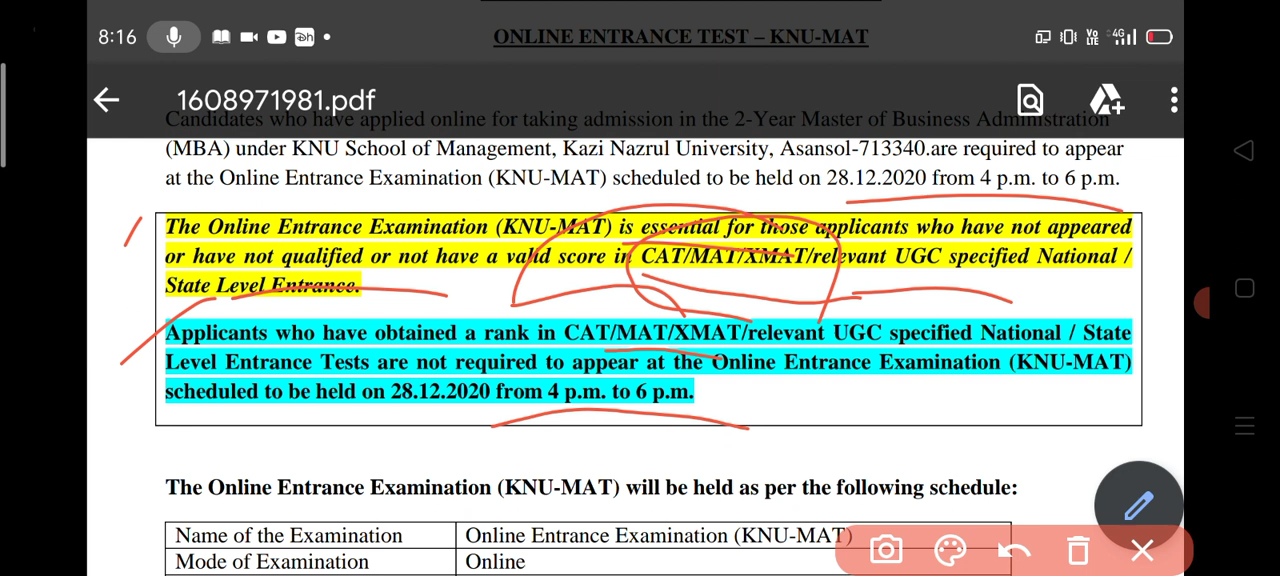 8:16
ONLINE ENTRANCE TEST – KNU-MAT
VO LTE 4G
1608971981.pdf
Candidates who have applied online for taking admission in the 2-Year Master of Business Administration
(MBA) under KNU School of Management, Kazi Nazrul University, Asansol-713340.are required to appear
at the Online Entrance Examination (KNU-MAT) scheduled to be held on 28.12.2020 from 4 p.m. to 6 p.m.
The Online Entrance Examination (KNU-MAT) is essential for those applicants who have not appeared
or have not qualified or not have a valid score in CAT/MAT/XMAT/relevant UGC specified National /
State Level Entrance.
Applicants who have obtained a rank in CAT/MAT/XMAT/relevant UGC specified National / State
Level Entrance Tests are not required to appear at the Online Entrance Examination (KNU-MAT)
scheduled to be held on 28.12.2020 from 4 p.m. to 6 p.m.
The Online Entrance Examination (KNU-MAT) will be held as per the following schedule:
Name of the Examination Online Entrance Examination (KNU-MAT)
Mode of Examination Online